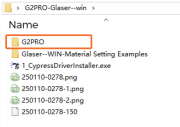 G2PRO-Glaser--win
Name
G2PRO
Glaser--WIN-Material Setting Examples
1_CypressDriverInstaller.exe
250110-0278.png
250110-0278-1.png
250110-0278-2.png
250110-0278-150